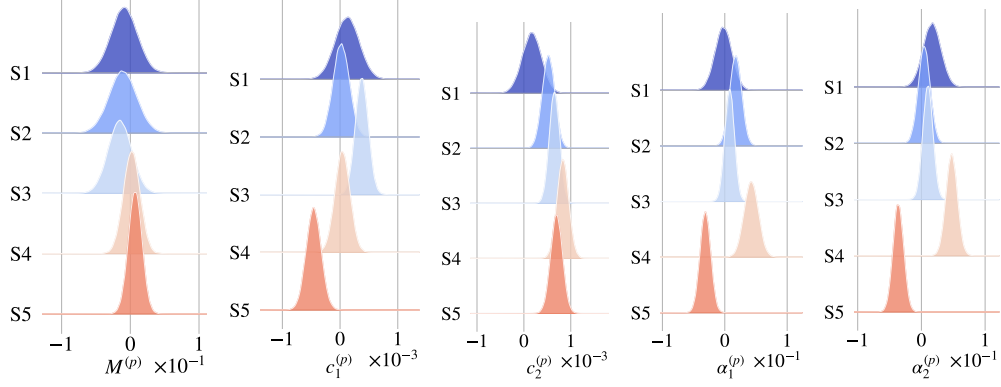 S1
S2
S3
S4
S5
−1 0 1
M^(p) ×10^−1
S1
S2
S3
S4
S5
−1 0 1
c_1^(p) ×10^−3
S1
S2
S3
S4
S5
−1 0 1
c_2^(p) ×10^−3
S1
S2
S3
S4
S5
−1 0 1
α_1^(p) ×10^−1
S1
S2
S3
S4
S5
−1 0 1
α_2^(p) ×10^−1